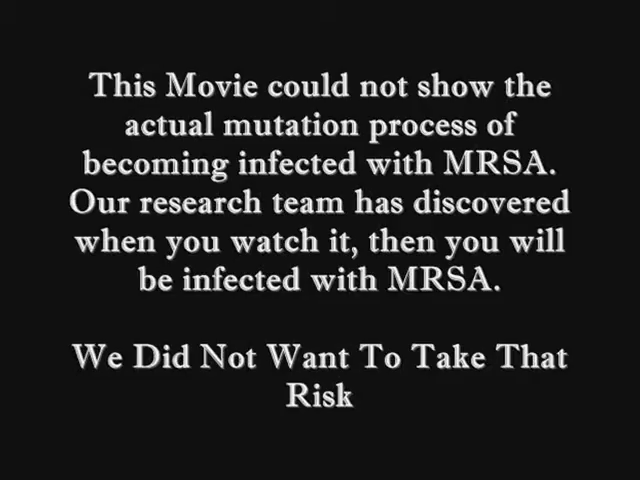 This Movie could not show the
actual mutation process of
becoming infected with MRSA.
Our research team has discovered
when you watch it, then you will
be infected with MRSA.
We Did Not Want To Take That
Risk